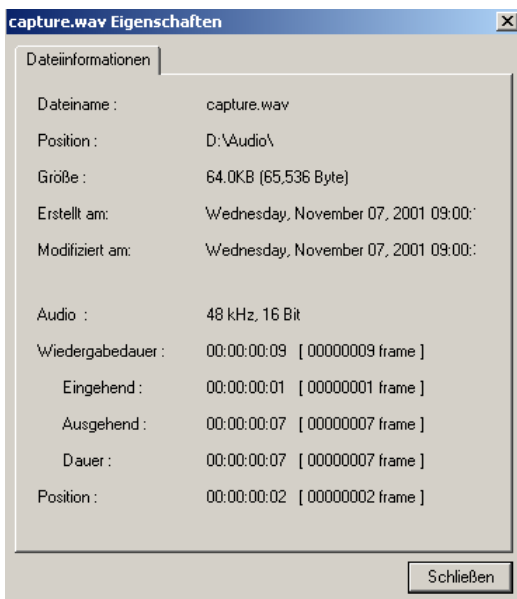 capture.wav Eigenschaften
Dateiinformationen
Dateiname : capture.wav
Position : D:\Audio\
Größe : 64.0KB (65,536 Byte)
Erstellt am: Wednesday, November 07, 2001 09:00:
Modifiziert am: Wednesday, November 07, 2001 09:00:
Audio : 48 kHz, 16 Bit
Wiedergabedauer : 00:00:00:09 [ 00000009 frame ]
Eingehend : 00:00:00:01 [ 00000001 frame ]
Ausgehend : 00:00:00:07 [ 00000007 frame ]
Dauer : 00:00:00:07 [ 00000007 frame ]
Position : 00:00:00:02 [ 00000002 frame ]
Schließen